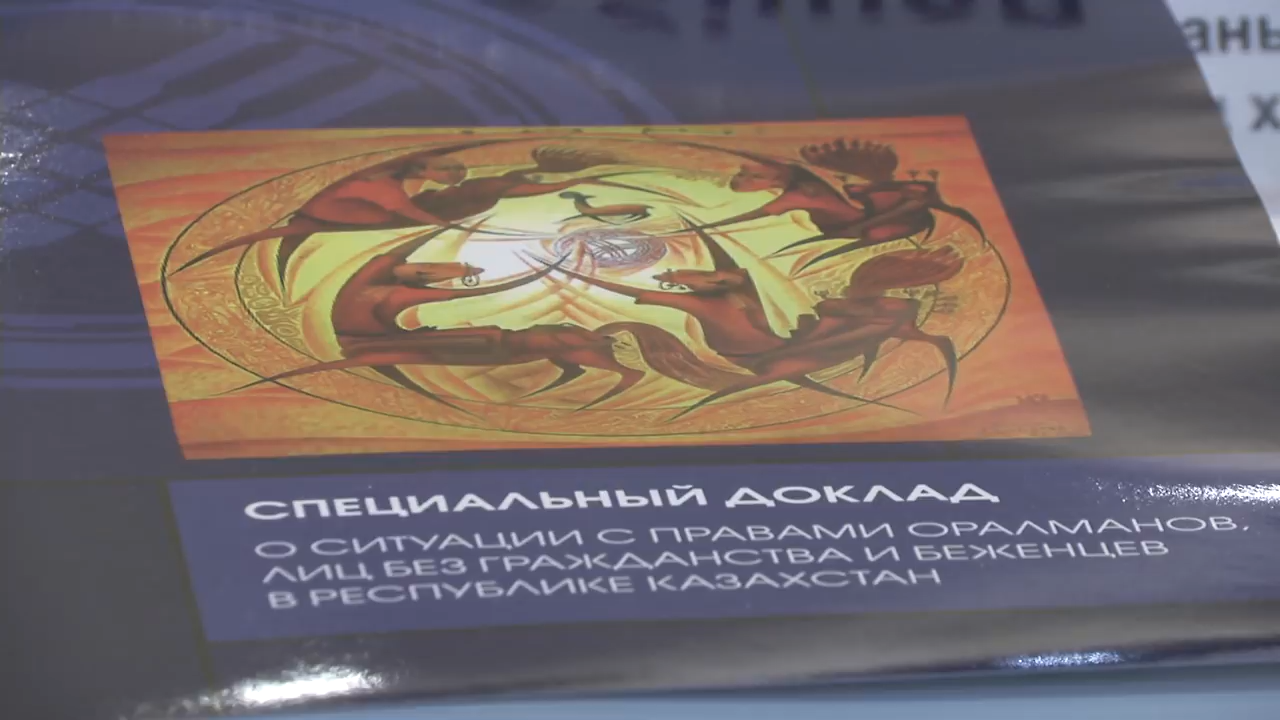 СПЕЦИАЛЬНЫЙ ДОКЛАД
О СИТУАЦИИ С ПРАВАМИ ОРАЛМАНОВ,
ЛИЦ БЕЗ ГРАЖДАНСТВА И БЕЖЕНЦЕВ
В РЕСПУБЛИКЕ КАЗАХСТАН